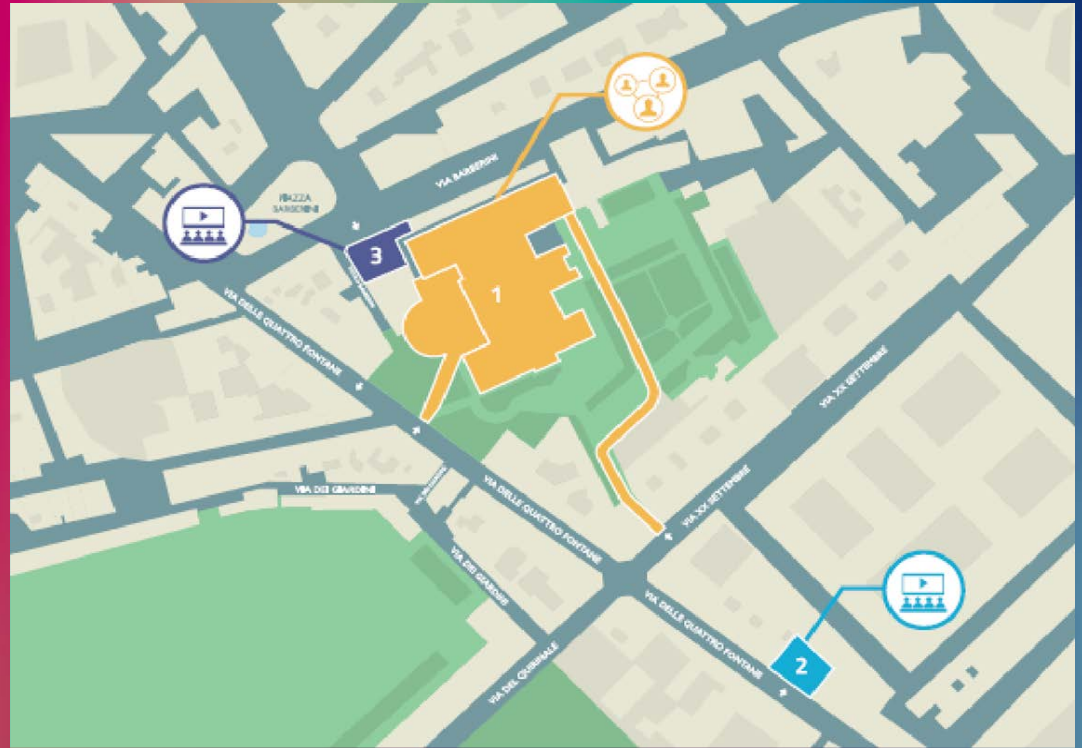 VIA BARBERINI
PIAZZA
BARBERINI
3
1
VIA DELLE QUATTRO FONTANE
VIA XX SETTEMBRE
VIA DEI GIARDINI
VIA DELLE QUATTRO FONTANE
VIA XX SETTEMBRE
VIA DEI GIARDINI
VIA DELLE QUATTRO FONTANE
VIA DEL QUIRINALE
2